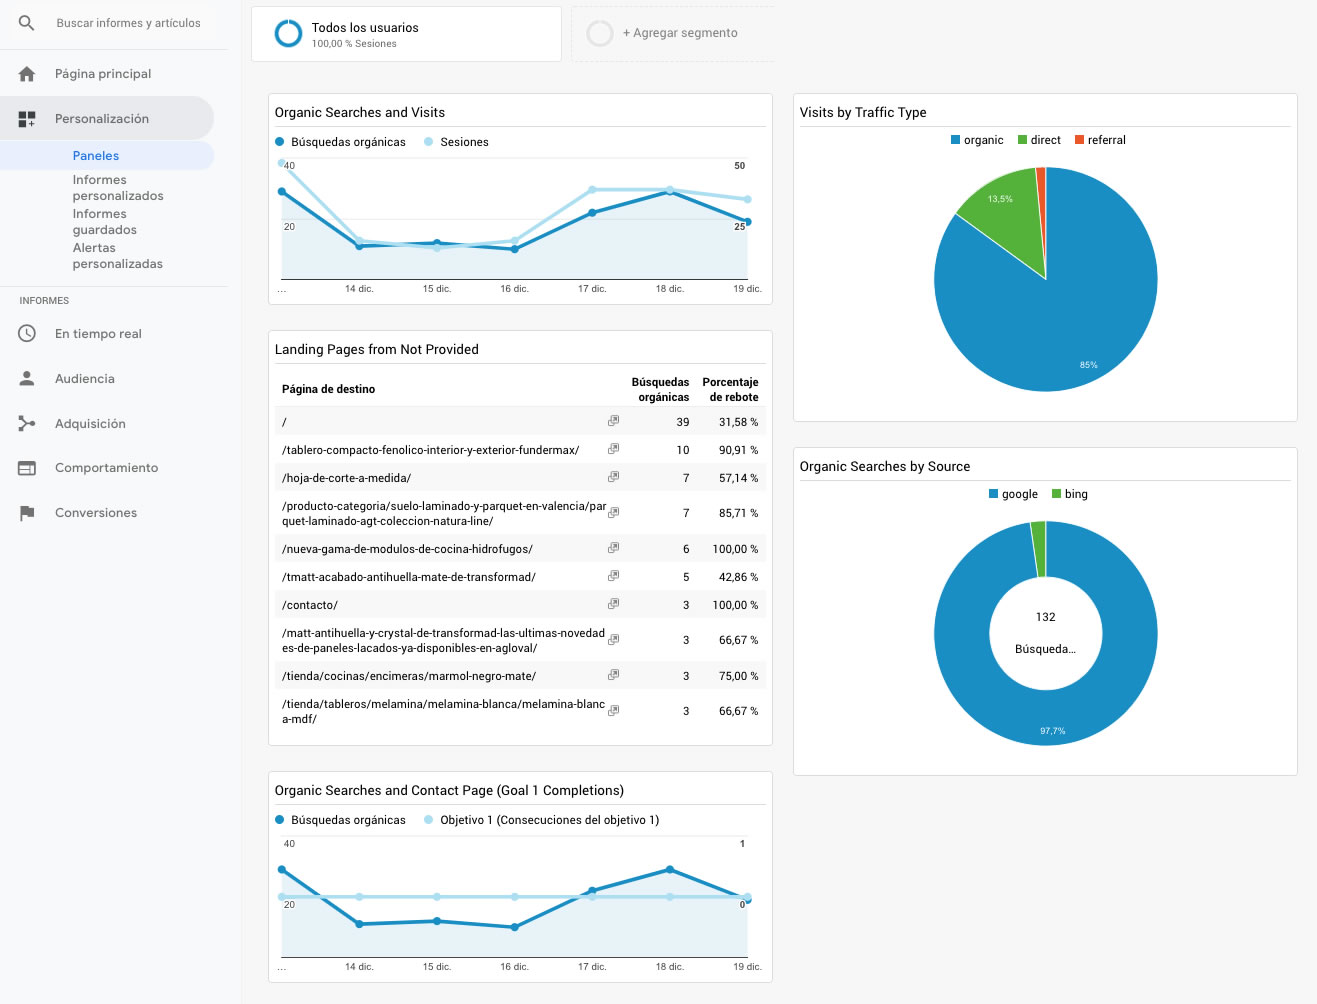 Buscar informes y artículos
Página principal
Personalización
Paneles
Informes
personalizados
Informes
guardados
Alertas
personalizadas
INFORMES
En tiempo real
Audiencia
Adquisición
Comportamiento
Conversiones
Todos los usuarios
100,00 % Sesiones
+ Agregar segmento
Organic Searches and Visits
Búsquedas orgánicas Sesiones
40 50
20 25
... 14 dic. 15 dic. 16 dic. 17 dic. 18 dic. 19 dic.
Landing Pages from Not Provided
Página de destino Búsquedas orgánicas Porcentaje de rebote
/ 39 31,58 %
/tablero-compacto-fenolico-interior-y-exterior-fundermax/ 10 90,91 %
/hoja-de-corte-a-medida/ 7 57,14 %
/producto-categoria/suelo-laminado-y-parquet-en-valencia/par
quet-laminado-agt-coleccion-natura-line/ 7 85,71 %
/nueva-gama-de-modulos-de-cocina-hidrofugos/ 6 100,00 %
/tmatt-acabado-antihuella-mate-de-transformad/ 5 42,86 %
/contacto/ 3 100,00 %
/matt-antihuella-y-crystal-de-transformad-las-ultimas-novedad
es-de-paneles-lacados-ya-disponibles-en-agloval/ 3 66,67 %
/tienda/cocinas/encimeras/marmol-negro-mate/ 3 75,00 %
/tienda/tableros/melamina/melamina-blanca/melamina-blanc
a-mdf/ 3 66,67 %
Organic Searches and Contact Page (Goal 1 Completions)
Búsquedas orgánicas Objetivo 1 (Consecuciones del objetivo 1)
40 1
20 0
... 14 dic. 15 dic. 16 dic. 17 dic. 18 dic. 19 dic.
Visits by Traffic Type
organic direct referral
13,5%
85%
Organic Searches by Source
google bing
132
Búsqueda...
97,7%